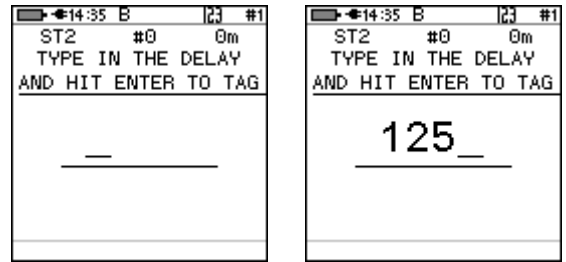 14:35 B 123 #1
ST2 #0 0m
TYPE IN THE DELAY
AND HIT ENTER TO TAG
_
14:35 B 123 #1
ST2 #0 0m
TYPE IN THE DELAY
AND HIT ENTER TO TAG
125_